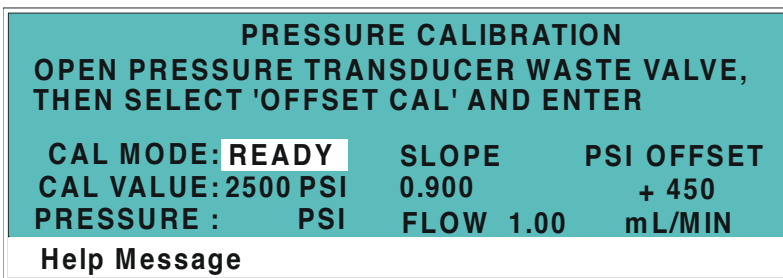 PRESSURE CALIBRATION
OPEN PRESSURE TRANSDUCER WASTE VALVE,
THEN SELECT 'OFFSET CAL' AND ENTER
CAL MODE: READY SLOPE PSI OFFSET
CAL VALUE: 2500 PSI 0.900 + 450
PRESSURE : PSI FLOW 1.00 mL/MIN
Help Message